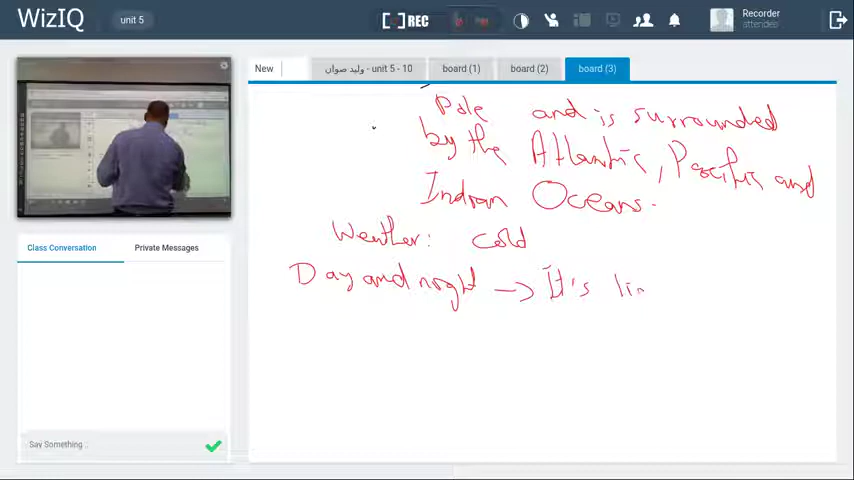 WizIQ
unit 5
REC
Recorder
attendee
New
وليد صوان - unit 5 - 10
board (1)
board (2)
board (3)
Pole and is surrounded
by the Atlantic, Pacific and
Indian Oceans.
Weather: cold
Day and night → It's
Class Conversation
Private Messages
Say Something...